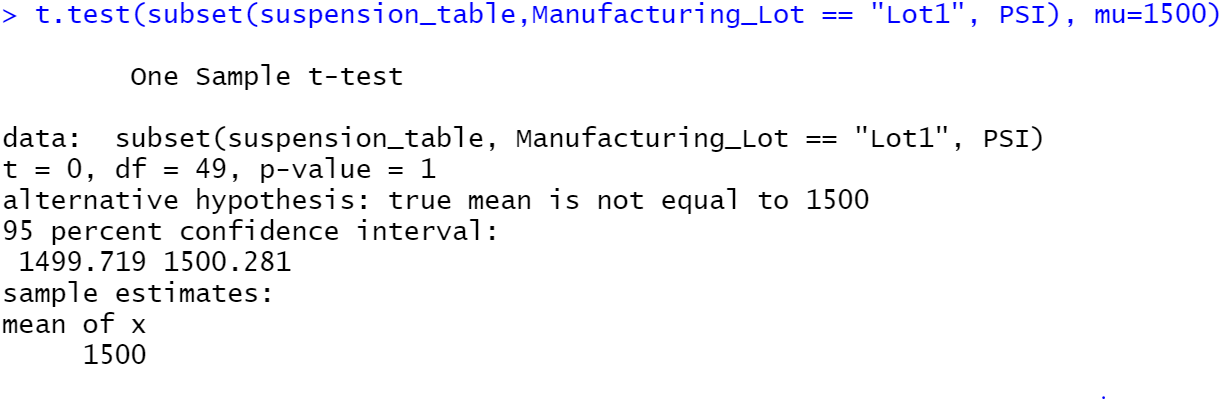 > t.test(subset(suspension_table,Manufacturing_Lot == "Lot1", PSI), mu=1500)
One Sample t-test
data:  subset(suspension_table, Manufacturing_Lot == "Lot1", PSI)
t = 0, df = 49, p-value = 1
alternative hypothesis: true mean is not equal to 1500
95 percent confidence interval:
1499.719 1500.281
sample estimates:
mean of x
1500